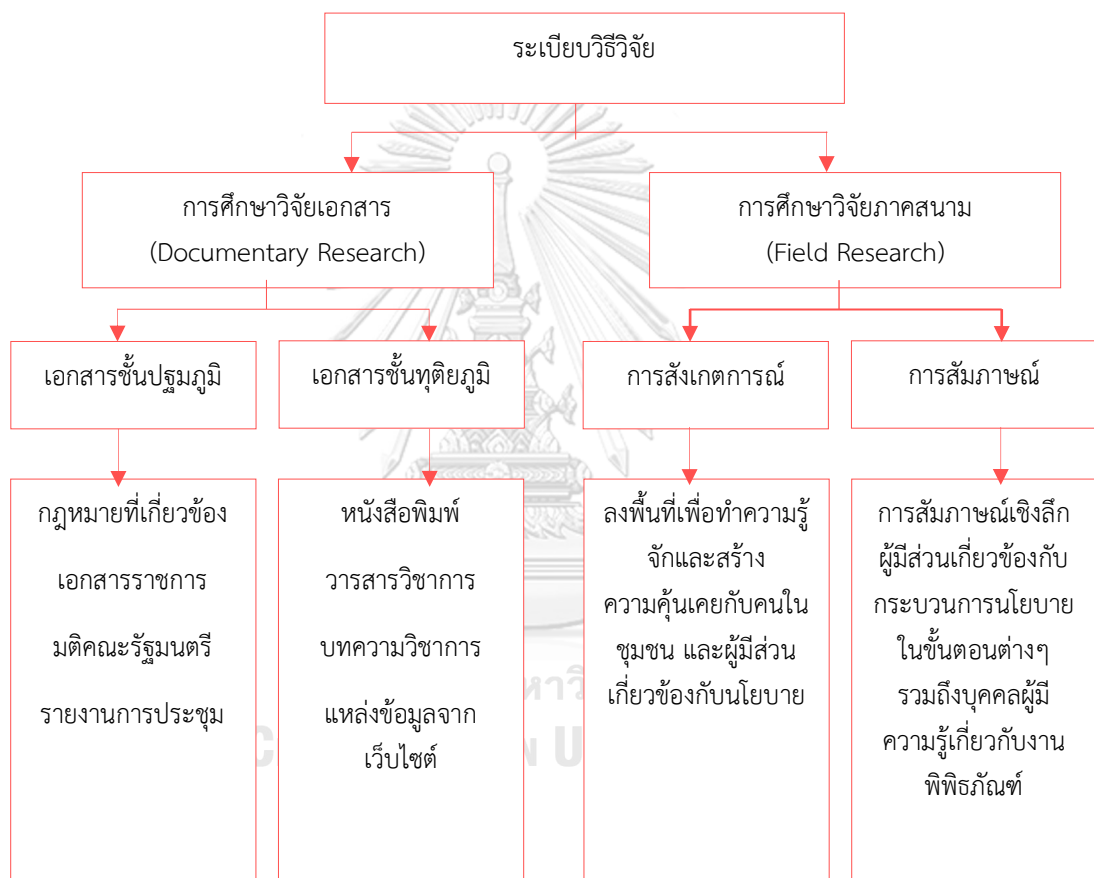 ระเบียบวิธีวิจัย
การศึกษาวิจัยเอกสาร
(Documentary Research)
การศึกษาวิจัยภาคสนาม
(Field Research)
เอกสารชั้นปฐมภูมิ
เอกสารชั้นทุติยภูมิ
การสังเกตการณ์
การสัมภาษณ์
กฎหมายที่เกี่ยวข้อง
เอกสารราชการ
มติคณะรัฐมนตรี
รายงานการประชุม
หนังสือพิมพ์
วารสารวิชาการ
บทความวิชาการ
แหล่งข้อมูลจาก
เว็บไซต์
ลงพื้นที่เพื่อทำความรู้
จักและสร้าง
ความคุ้นเคยกับคนใน
ชุมชน และผู้มีส่วน
เกี่ยวข้องกับนโยบาย
การสัมภาษณ์เชิงลึก
ผู้มีส่วนเกี่ยวข้องกับ
กระบวนการนโยบาย
ในขั้นตอนต่างๆ
รวมถึงบุคคลผู้มี
ความรู้เกี่ยวกับงาน
พิพิธภัณฑ์